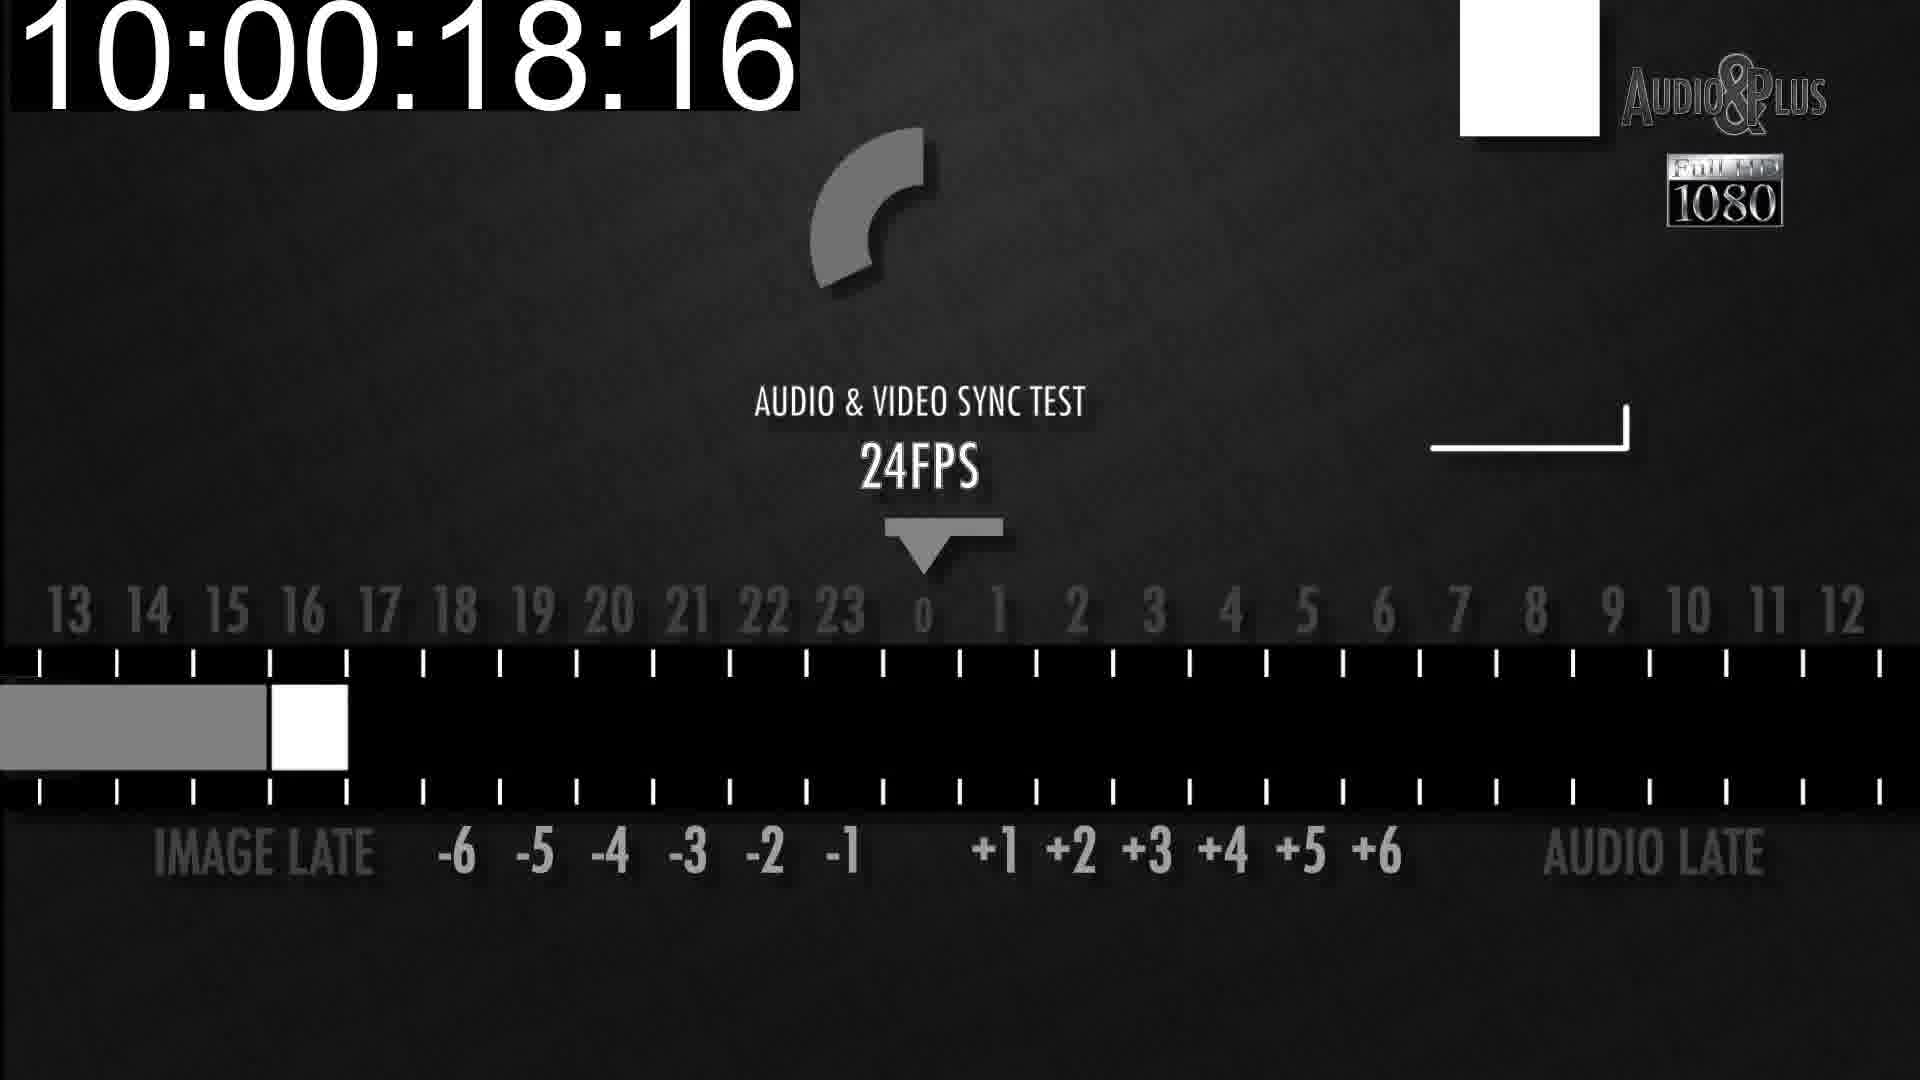 10:00:18:16
AUDIO & PLUS
Full HD
1080
AUDIO & VIDEO SYNC TEST
24FPS
13 14 15 16 17 18 19 20 21 22 23 0 1 2 3 4 5 6 7 8 9 10 11 12
IMAGE LATE -6 -5 -4 -3 -2 -1 +1 +2 +3 +4 +5 +6 AUDIO LATE